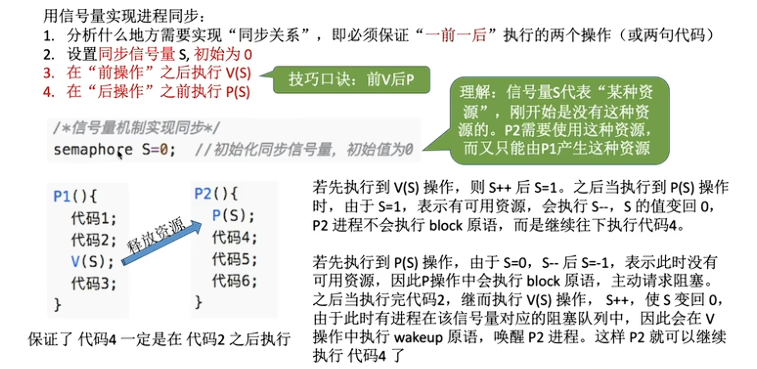 用信号量实现进程同步：
1. 分析什么地方需要实现“同步关系”，即必须保证“一前一后”执行的两个操作（或两句代码）
2. 设置同步信号量 S, 初始为 0
3. 在“前操作”之后执行 V(S)
4. 在“后操作”之前执行 P(S)
技巧口诀：前V后P
理解：信号量S代表“某种资
源”，刚开始是没有这种资
源的。P2需要使用这种资源，
而又只能由P1产生这种资源
/*信号量机制实现同步*/
semaphore S=0; //初始化同步信号量，初始值为0
P1(){
代码1;
代码2;
V(S);
代码3;
}
释放资源
P2(){
P(S);
代码4;
代码5;
代码6;
}
保证了 代码4 一定是在 代码2 之后执行
若先执行到 V(S) 操作，则 S++ 后 S=1。之后当执行到 P(S) 操作
时，由于 S=1，表示有可用资源，会执行 S--，S 的值变回 0，
P2 进程不会执行 block 原语，而是继续往下执行代码4。
若先执行到 P(S) 操作，由于 S=0，S-- 后 S=-1，表示此时没有
可用资源，因此P操作中会执行 block 原语，主动请求阻塞。
之后当执行完代码2，继而执行 V(S) 操作， S++，使 S 变回 0，
由于此时有进程在该信号量对应的阻塞队列中，因此会在 V
操作中执行 wakeup 原语，唤醒 P2 进程。这样 P2 就可以继续
执行 代码4 了